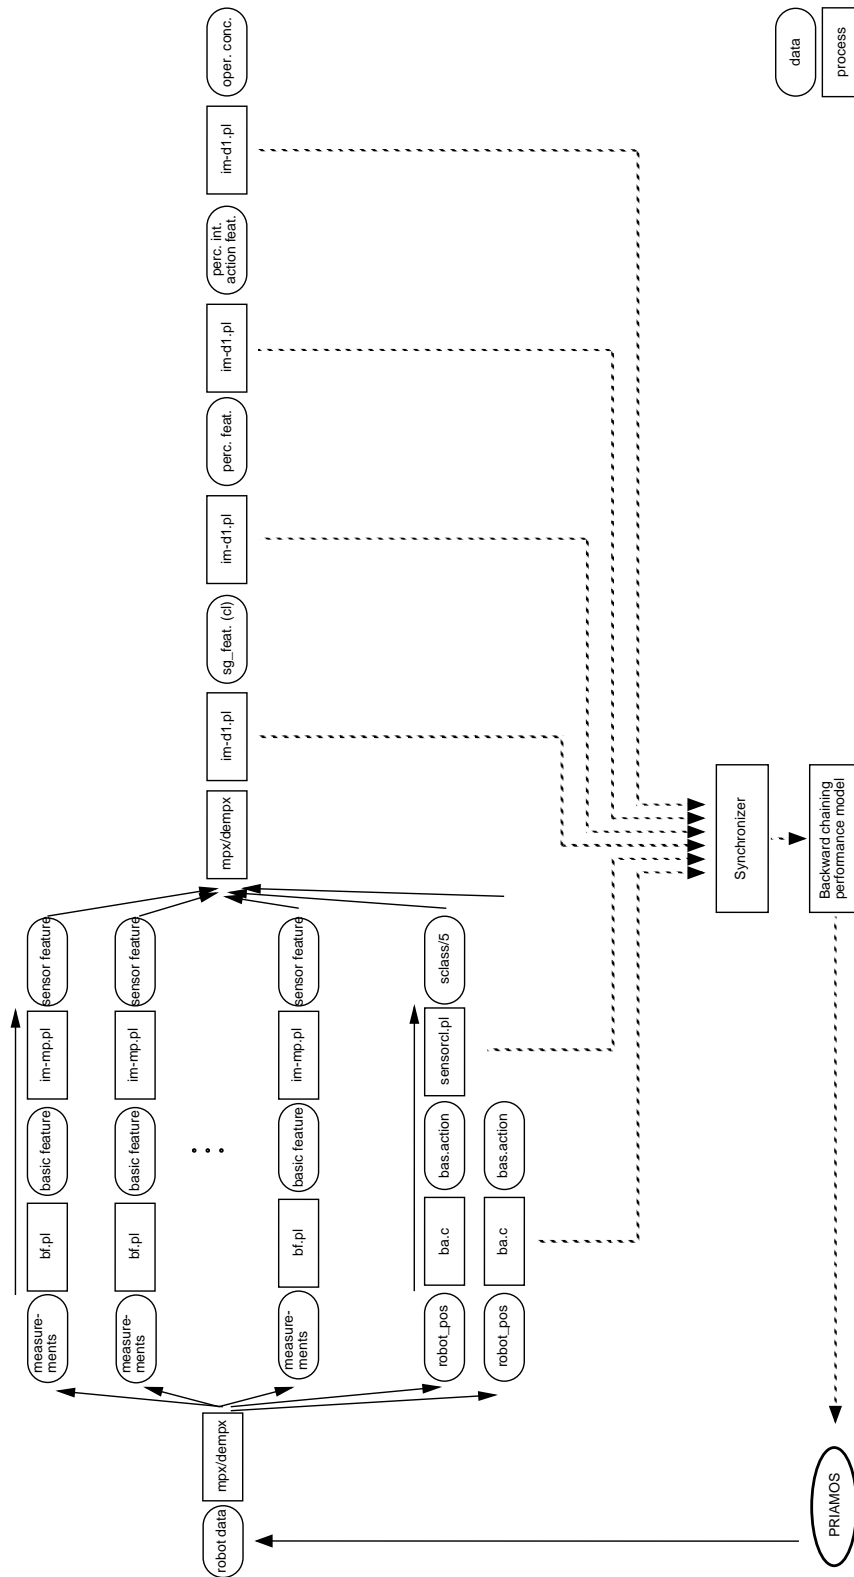 robot data
mpx/dempx
measure-
ments
bf.pl
basic feature
im-mp.pl
sensor feature
measure-
ments
bf.pl
basic feature
im-mp.pl
sensor feature
measure-
ments
bf.pl
basic feature
im-mp.pl
sensor feature
robot_pos
ba.c
bas.action
sensorcl.pl
sclass/5
robot_pos
ba.c
bas.action
mpx/dempx
im-d1.pl
sg_feat. (cl)
im-d1.pl
perc. feat.
im-d1.pl
perc. int.
action feat.
im-d1.pl
oper. conc.
Synchronizer
Backward chaining
performance model
PRIAMOS
data
process